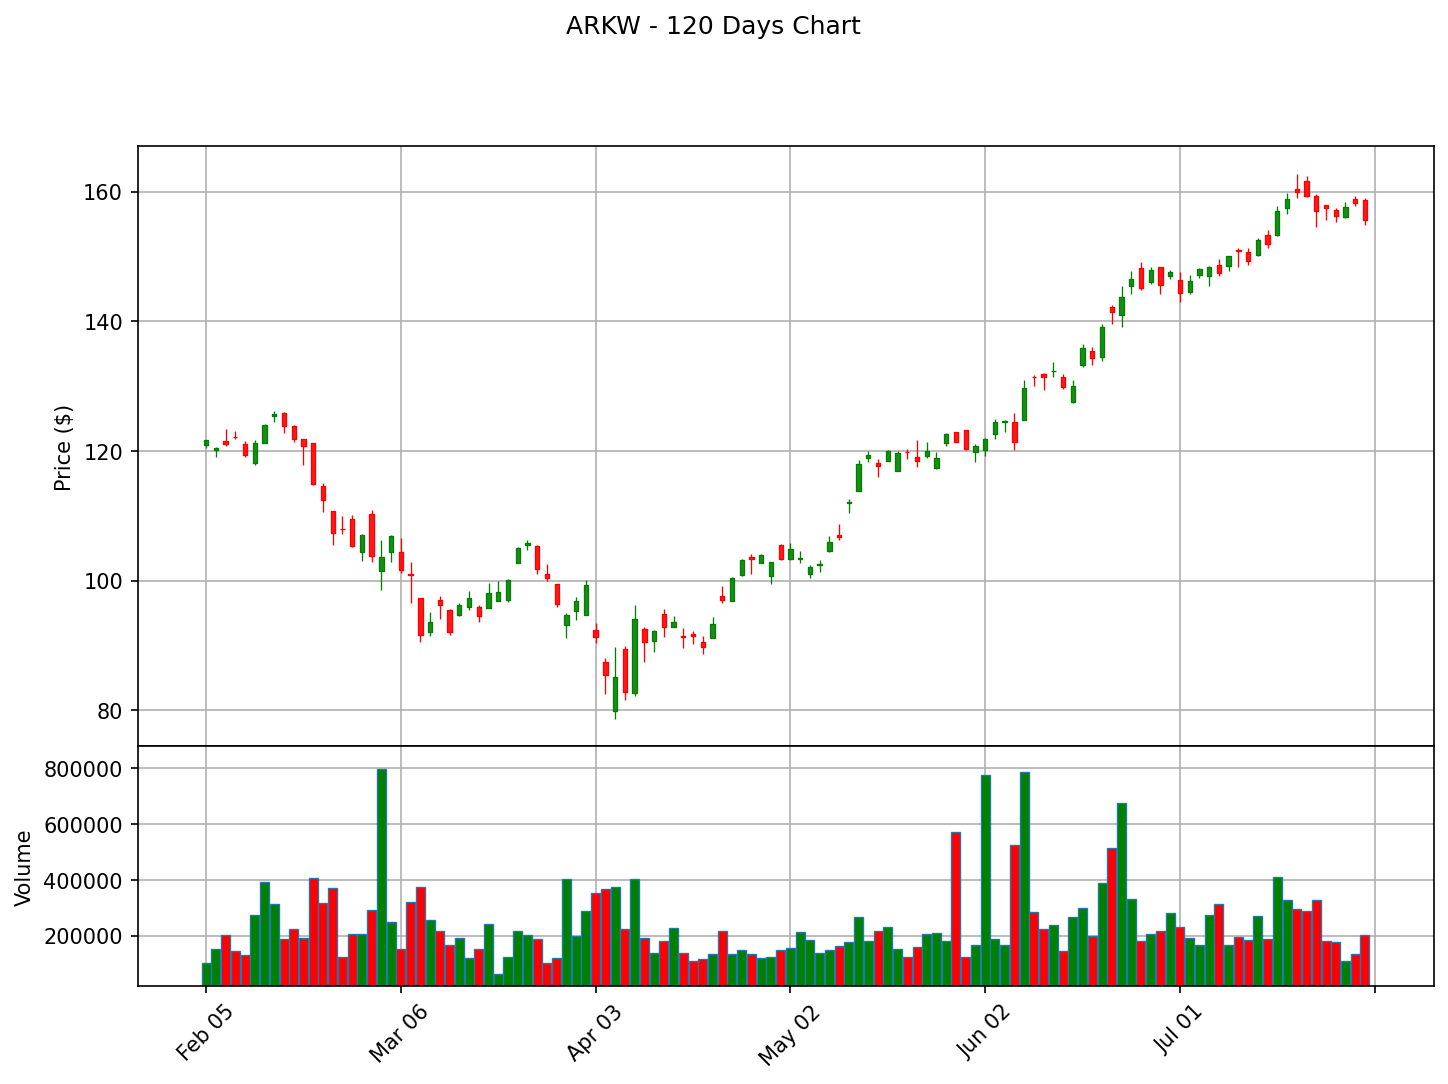 ARKW - 120 Days Chart
Price ($)
160
140
120
100
80
Volume
800000
600000
400000
200000
Feb 05
Mar 06
Apr 03
May 02
Jun 02
Jul 01